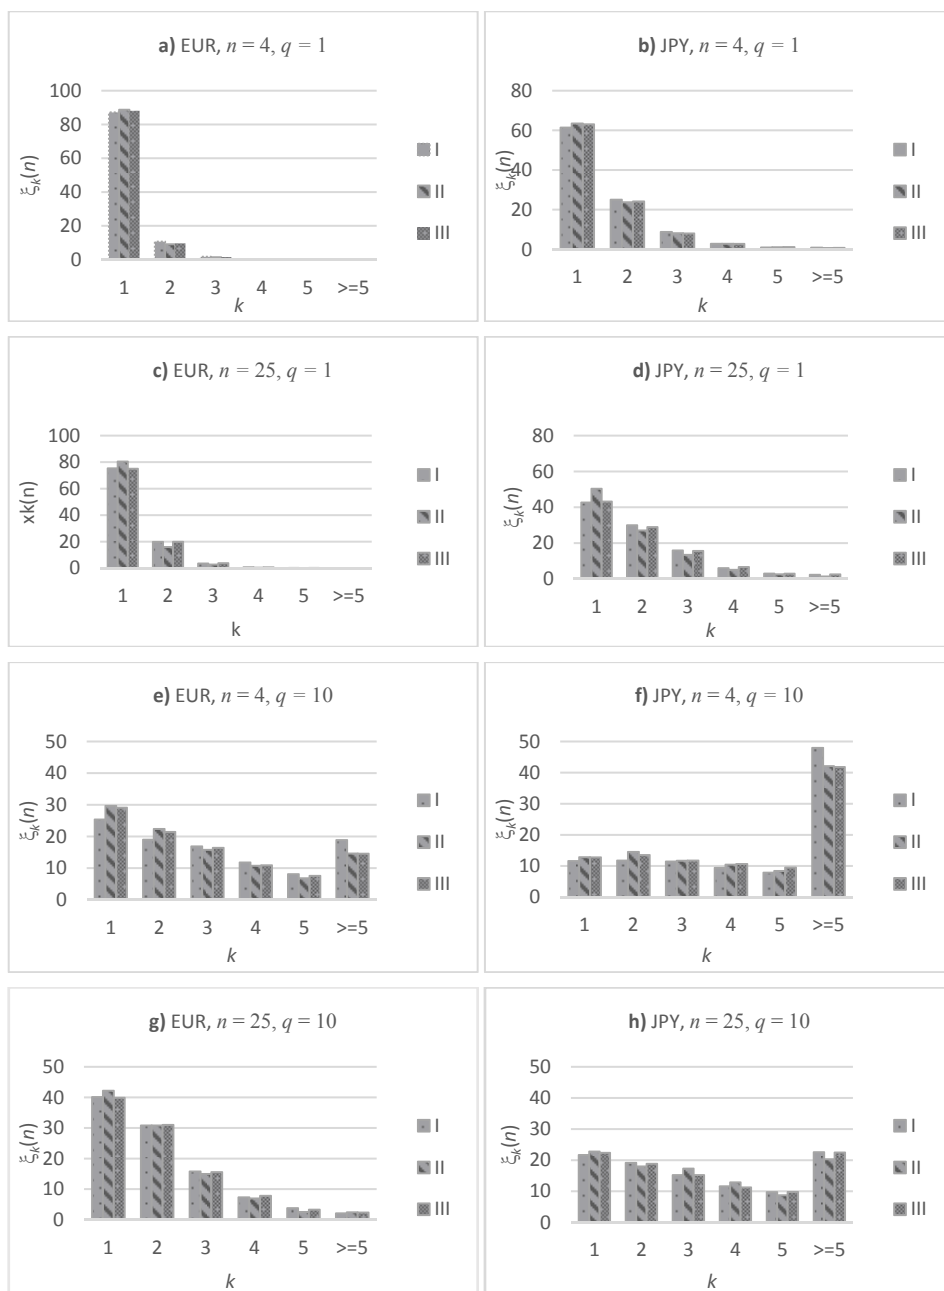 a) EUR, n = 4, q = 1
100
80
60
40
20
0
ξk(n)
1 2 3 4 5 >=5
k
I
II
III
b) JPY, n = 4, q = 1
80
60
40
20
0
ξk(n)
1 2 3 4 5 >=5
k
I
II
III
c) EUR, n = 25, q = 1
100
80
60
40
20
0
xk(n)
1 2 3 4 5 >=5
k
I
II
III
d) JPY, n = 25, q = 1
80
60
40
20
0
ξk(n)
1 2 3 4 5 >=5
k
I
II
III
e) EUR, n = 4, q = 10
50
40
30
20
10
0
ξk(n)
1 2 3 4 5 >=5
k
I
II
III
f) JPY, n = 4, q = 10
50
40
30
20
10
0
ξk(n)
1 2 3 4 5 >=5
k
I
II
III
g) EUR, n = 25, q = 10
50
40
30
20
10
0
ξk(n)
1 2 3 4 5 >=5
k
I
II
III
h) JPY, n = 25, q = 10
50
40
30
20
10
0
ξk(n)
1 2 3 4 5 >=5
k
I
II
III